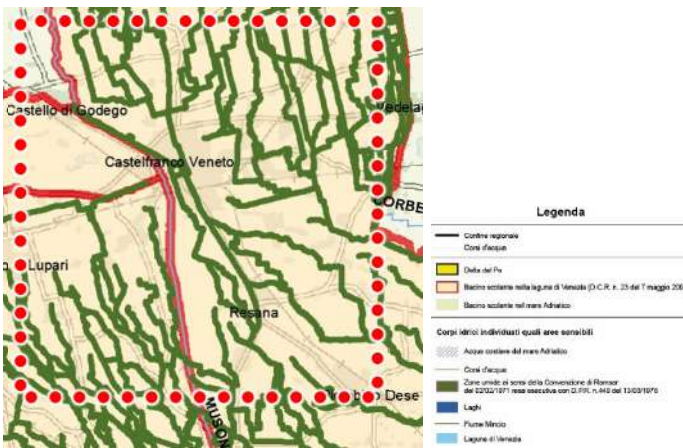 Castello di Godego
Vedela
Castelfranco Veneto
CORBE
Lupari
Resana
Dese
MUSON
Legenda
Confine regionale
Corsi d'acqua
Delta del Po
Bacino scolante nella laguna di Venezia (D.C.R. n. 23 del 7 maggio 200
Bacino scolante nel mare Adriatico
Corpi idrici individuati quali aree sensibili
Acque costiere del mare Adriatico
Corsi d'acqua
Zone umide ai sensi della Convenzione di Ramsar
del 02/02/1971 resa esecutiva con D.P.R. n.448 del 13/03/1976
Laghi
Fiume Mincio
Laguna di Venezia